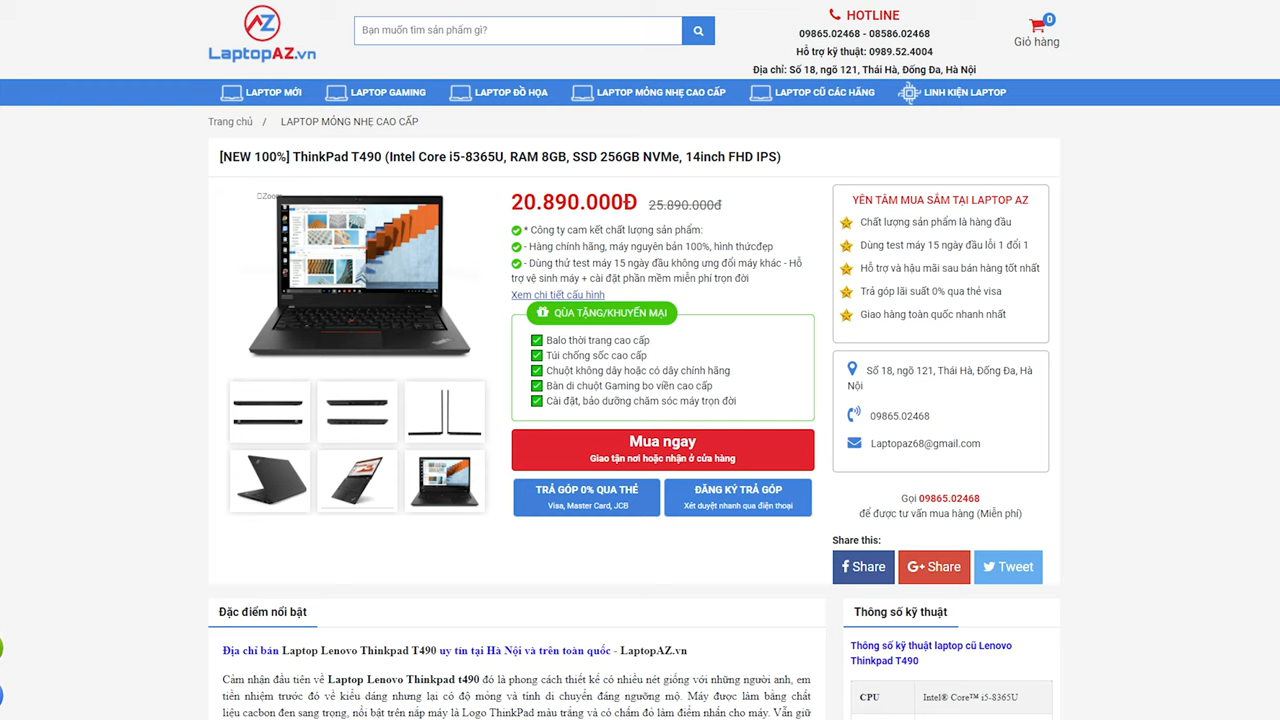 LaptopAZ.vn
Bạn muốn tìm sản phẩm gì?
HOTLINE
09865.02468 - 08586.02468
Hỗ trợ kỹ thuật: 0989.52.4004
Địa chỉ: Số 18, ngõ 121, Thái Hà, Đống Đa, Hà Nội
0
Giỏ hàng
LAPTOP MỚI
LAPTOP GAMING
LAPTOP ĐỒ HỌA
LAPTOP MỎNG NHẸ CAO CẤP
LAPTOP CŨ CÁC HÃNG
LINH KIỆN LAPTOP
Trang chủ / LAPTOP MỎNG NHẸ CAO CẤP
[NEW 100%] ThinkPad T490 (Intel Core i5-8365U, RAM 8GB, SSD 256GB NVMe, 14inch FHD IPS)
Zoom
20.890.000Đ 25.890.000đ
* Công ty cam kết chất lượng sản phẩm:
- Hàng chính hãng, máy nguyên bản 100%, hình thứcđẹp
- Dùng thử test máy 15 ngày đầu không ưng đổi máy khác - Hỗ
trợ vệ sinh máy + cài đặt phần mềm miễn phí trọn đời
Xem chi tiết cấu hình
QÙA TẶNG/KHUYẾN MẠI
Balo thời trang cao cấp
Túi chống sốc cao cấp
Chuột không dây hoặc có dây chính hãng
Bàn di chuột Gaming bo viền cao cấp
Cài đặt, bảo dưỡng chăm sóc máy trọn đời
Mua ngay
Giao tận nơi hoặc nhận ở cửa hàng
TRẢ GÓP 0% QUA THẺ
Visa, Master Card, JCB
ĐĂNG KÝ TRẢ GÓP
Xét duyệt nhanh qua điện thoại
YÊN TÂM MUA SẮM TẠI LAPTOP AZ
Chất lượng sản phẩm là hàng đầu
Dùng test máy 15 ngày đầu lỗi 1 đổi 1
Hỗ trợ và hậu mãi sau bán hàng tốt nhất
Trả góp lãi suất 0% qua thẻ visa
Giao hàng toàn quốc nhanh nhất
Số 18, ngõ 121, Thái Hà, Đống Đa, Hà
Nội
09865.02468
Laptopaz68@gmail.com
Gọi 09865.02468
để được tư vấn mua hàng (Miễn phí)
Share this:
Share
G+ Share
Tweet
Đặc điểm nổi bật
Địa chỉ bán Laptop Lenovo Thinkpad T490 uy tín tại Hà Nội và trên toàn quốc - LaptopAZ.vn
Cảm nhận đầu tiên về Laptop Lenovo Thinkpad t490 đó là phong cách thiết kế có nhiều nét giống với những người anh, em
tiền nhiệm trước đó về kiểu dáng nhưng lại có độ mỏng và tính di chuyển đáng ngưỡng mộ. Máy được làm bằng chất
liệu cacbon đen sang trọng, nổi bật trên nắp máy là Logo ThinkPad màu trắng và có chấm đỏ làm điểm nhấn cho máy. Vẫn giữ
Thông số kỹ thuật
Thông số kỹ thuật laptop cũ Lenovo
Thinkpad T490
CPU Intel® Core™ i5-8365U